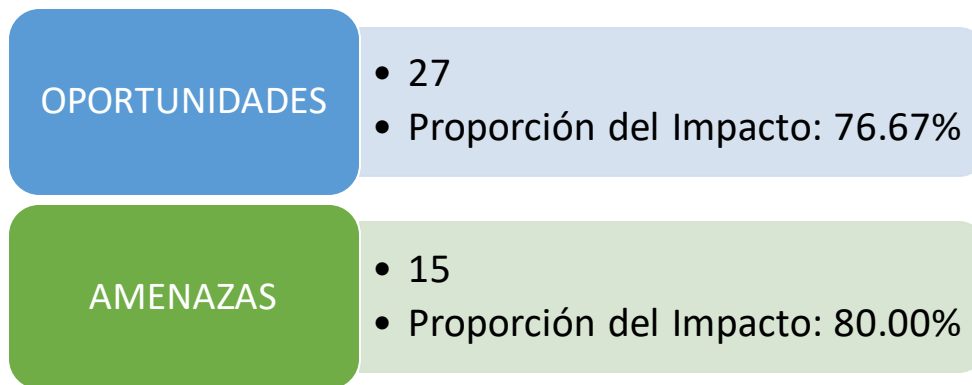 OPORTUNIDADES
• 27
• Proporción del Impacto: 76.67%
AMENAZAS
• 15
• Proporción del Impacto: 80.00%